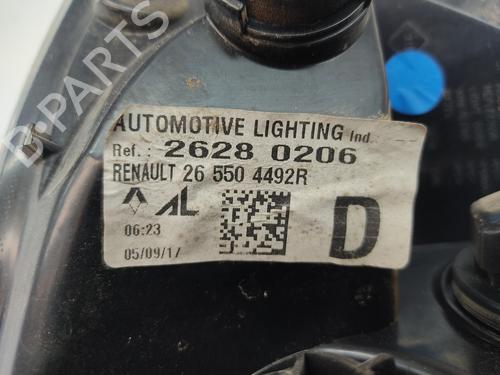 B-PARTS
AUTOMOTIVE LIGHTING Ind
Ref.: 2628 0206
RENAULT 26 550 4492R
AL
06:23
05/09/17
D